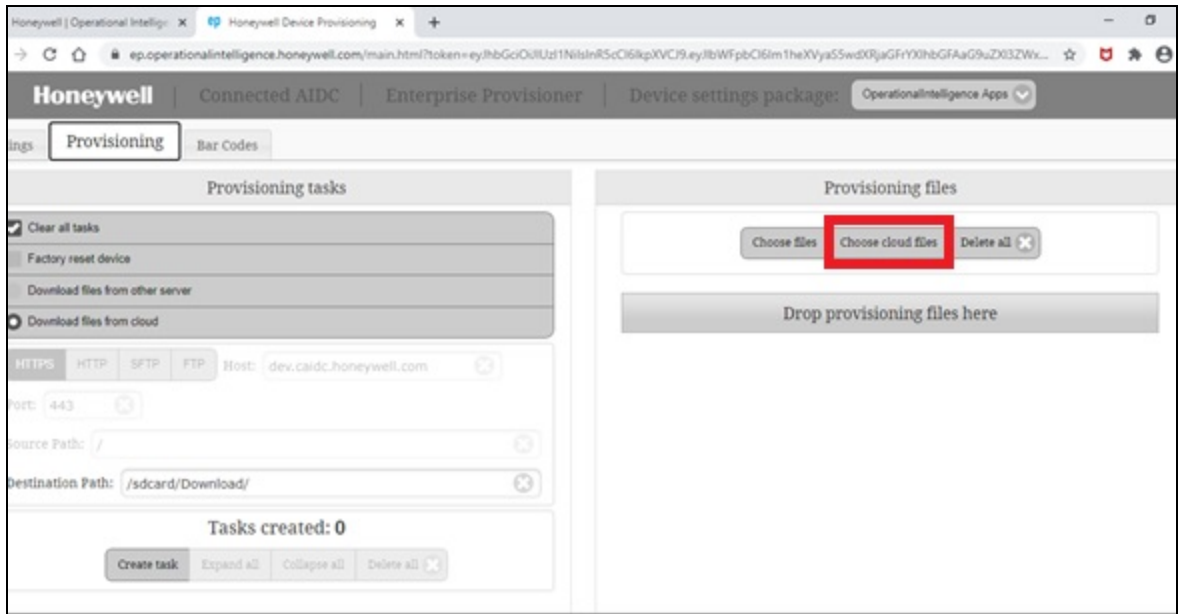 Honeywell | Operational Intellige
Honeywell Device Provisioning
ep.operationalintelligence.honeywell.com/main.html?token=
Honeywell | Connected AIDC | Enterprise Provisioner | Device settings package: OperationalIntelligence Apps
ings Provisioning Bar Codes
Provisioning tasks
Clear all tasks
Factory reset device
Download files from other server
Download files from cloud
HTTPS HTTP SFTP FTP Host: dev.caidc.honeywell.com
Port: 443
Source Path: /
Destination Path: /sdcard/Download/
Tasks created: 0
Create task Expand all Collapse all Delete all
Provisioning files
Choose files Choose cloud files Delete all
Drop provisioning files here